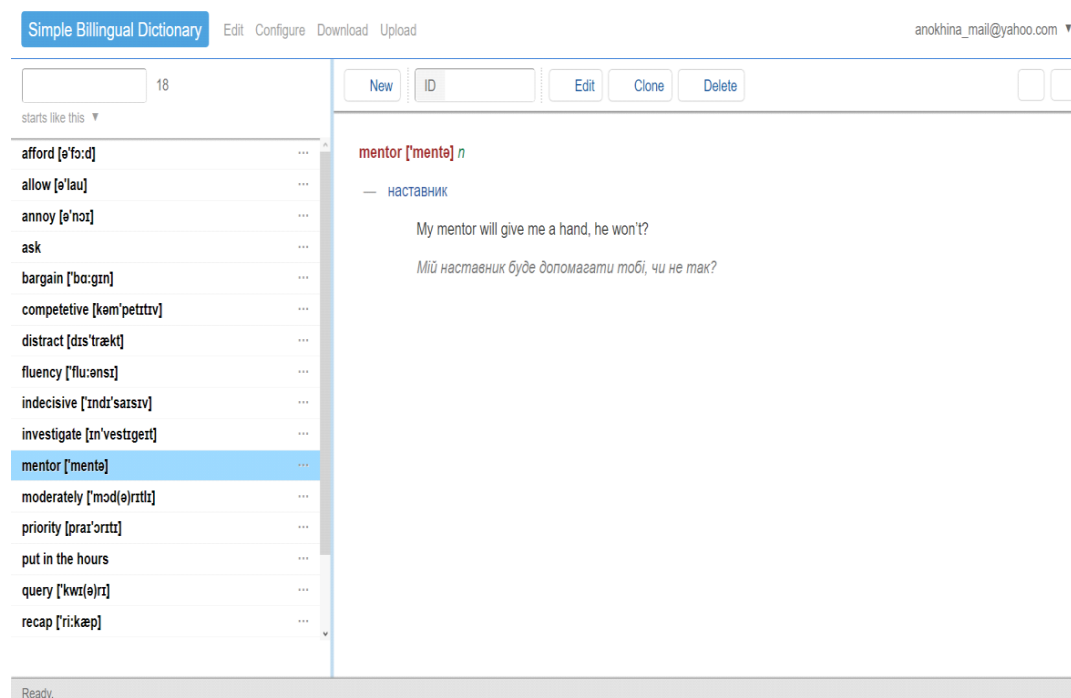 Simple Billingual Dictionary Edit Configure Download Upload anokhina_mail@yahoo.com ▼
18
starts like this ▼
New ID Edit Clone Delete
afford [ə'fɔ:d] ...
allow [ə'lau] ...
annoy [ə'nɔɪ] ...
ask ...
bargain ['bɑ:gɪn] ...
competetive [kəm'petɪtɪv] ...
distract [dɪs'trækt] ...
fluency ['flu:ənsɪ] ...
indecisive ['ɪndɪ'saɪsɪv] ...
investigate [ɪn'vestɪgeɪt] ...
mentor ['mentə] ...
moderately ['mɔd(ə)rɪtlɪ] ...
priority [praɪ'ɔrɪtɪ] ...
put in the hours ...
query ['kwɪ(ə)rɪ] ...
recap ['ri:kæp] ...
mentor ['mentə] n
— наставник
My mentor will give me a hand, he won't?
Мій наставник буде допомагати тобі, чи не так?
Ready.